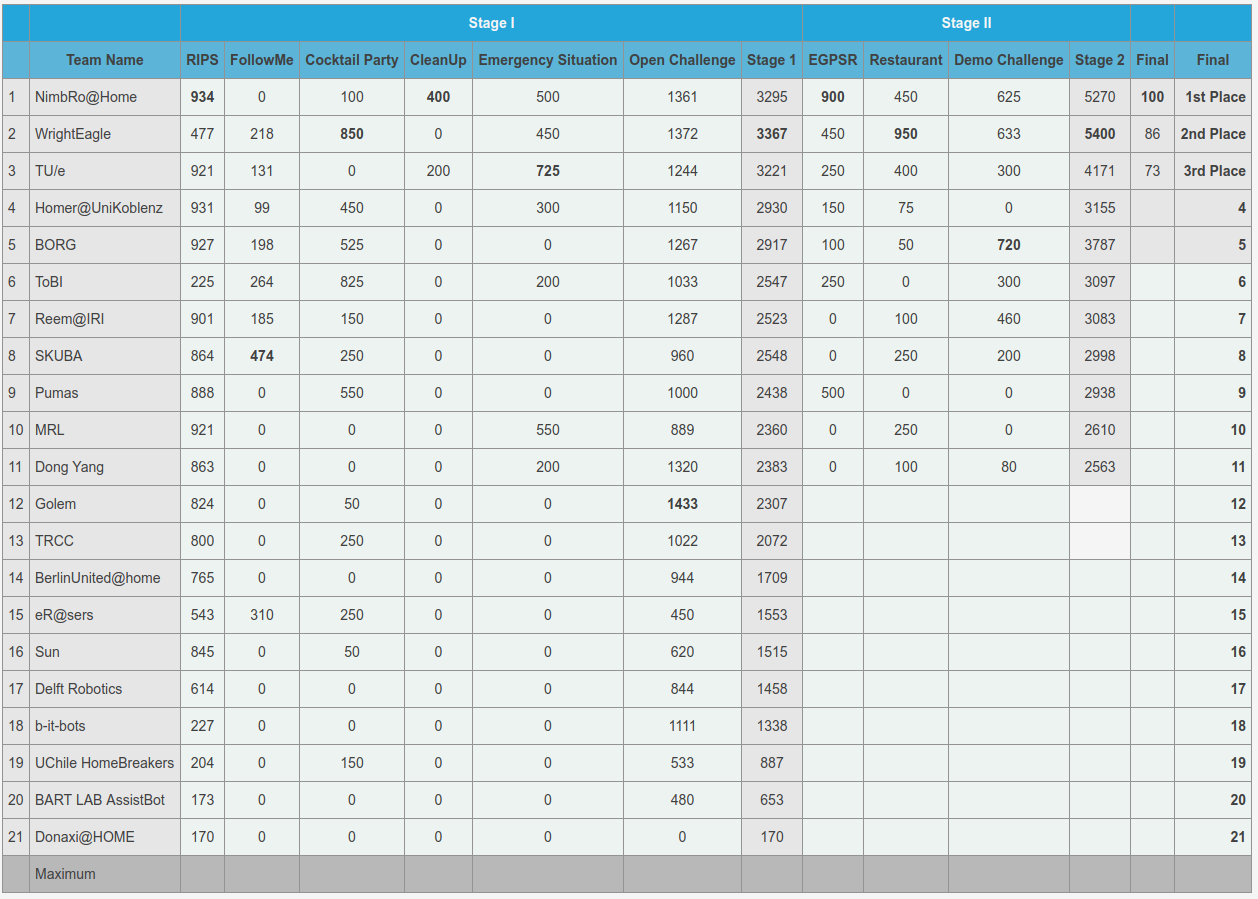 Stage I Stage II
Team Name RIPS FollowMe Cocktail Party CleanUp Emergency Situation Open Challenge Stage 1 EGPSR Restaurant Demo Challenge Stage 2 Final Final
1 NimbRo@Home 934 0 100 400 500 1361 3295 900 450 625 5270 100 1st Place
2 WrightEagle 477 218 850 0 450 1372 3367 450 950 633 5400 86 2nd Place
3 TU/e 921 131 0 200 725 1244 3221 250 400 300 4171 73 3rd Place
4 Homer@UniKoblenz 931 99 450 0 300 1150 2930 150 75 0 3155 4
5 BORG 927 198 525 0 0 1267 2917 100 50 720 3787 5
6 ToBI 225 264 825 0 200 1033 2547 250 0 300 3097 6
7 Reem@IRI 901 185 150 0 0 1287 2523 0 100 460 3083 7
8 SKUBA 864 474 250 0 0 960 2548 0 250 200 2998 8
9 Pumas 888 0 550 0 0 1000 2438 500 0 0 2938 9
10 MRL 921 0 0 0 550 889 2360 0 250 0 2610 10
11 Dong Yang 863 0 0 0 200 1320 2383 0 100 80 2563 11
12 Golem 824 0 50 0 0 1433 2307 12
13 TRCC 800 0 250 0 0 1022 2072 13
14 BerlinUnited@home 765 0 0 0 0 944 1709 14
15 eR@sers 543 310 250 0 0 450 1553 15
16 Sun 845 0 50 0 0 620 1515 16
17 Delft Robotics 614 0 0 0 0 844 1458 17
18 b-it-bots 227 0 0 0 0 1111 1338 18
19 UChile HomeBreakers 204 0 150 0 0 533 887 19
20 BART LAB AssistBot 173 0 0 0 0 480 653 20
21 Donaxi@HOME 170 0 0 0 0 0 170 21
Maximum